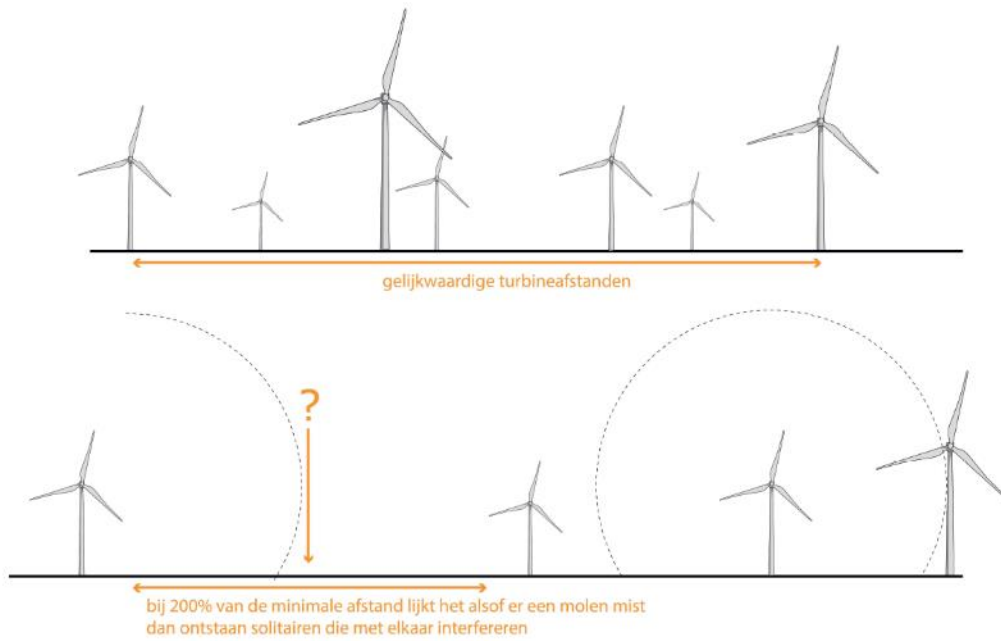 gelijkwaardige turbineafstanden
?
bij 200% van de minimale afstand lijkt het alsof er een molen mist
dan ontstaan solitairen die met elkaar interfereren